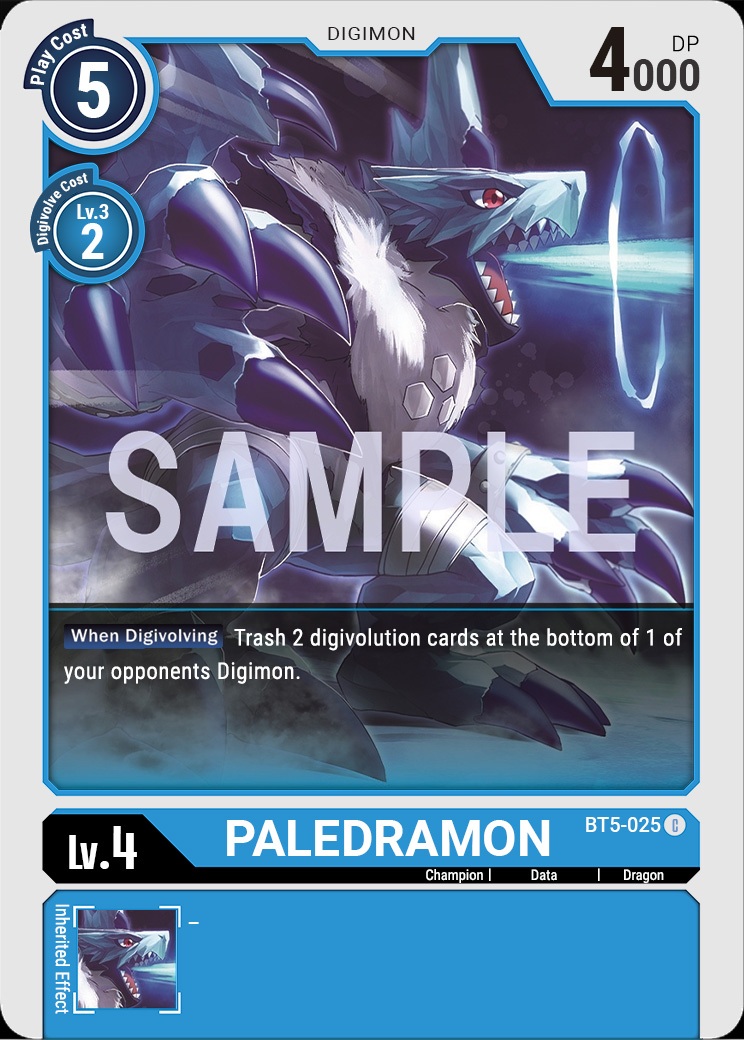 Play Cost
5
DIGIMON
4000
DP
Digivolve Cost
Lv.3
2
SAMPLE
When Digivolving Trash 2 digivolution cards at the bottom of 1 of
your opponents Digimon.
Lv.4
PALEDRAMON
BT5-025 C
Champion | Data | Dragon
Inherited Effect
–